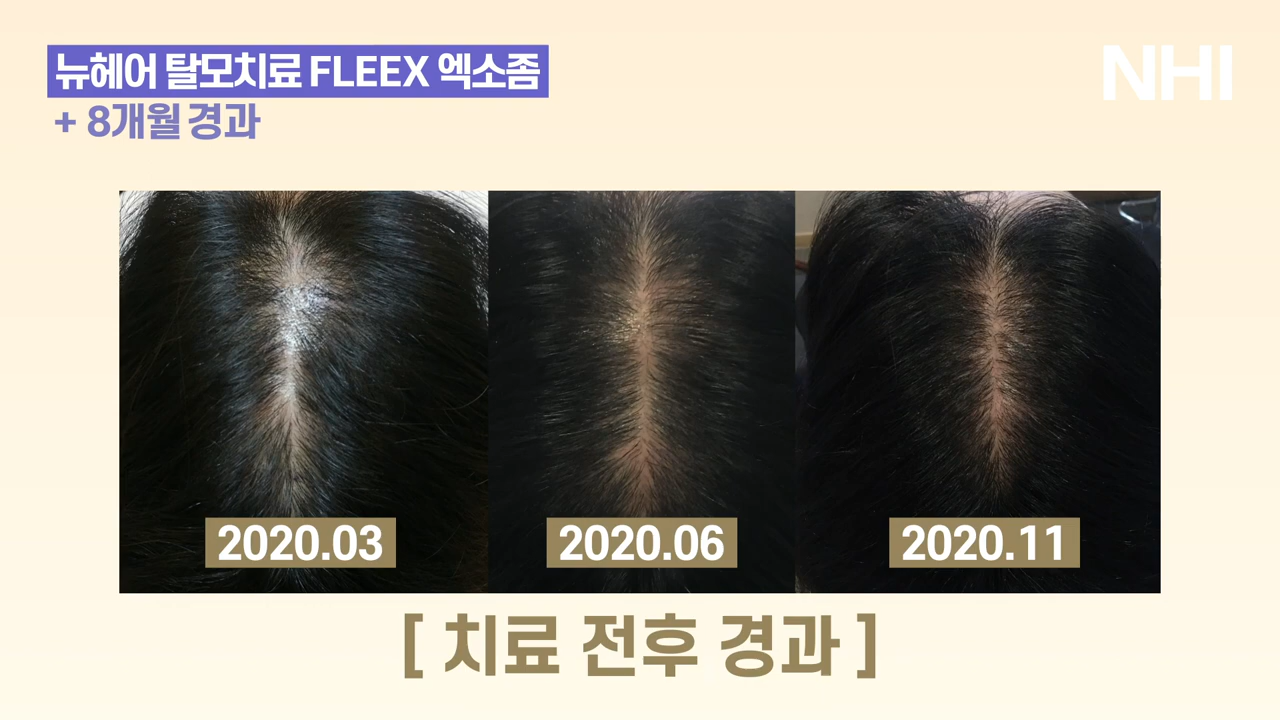 뉴헤어 탈모치료 FLEEX 엑소좀
+ 8개월 경과
NHI
2020.03
2020.06
2020.11
[ 치료 전후 경과 ]